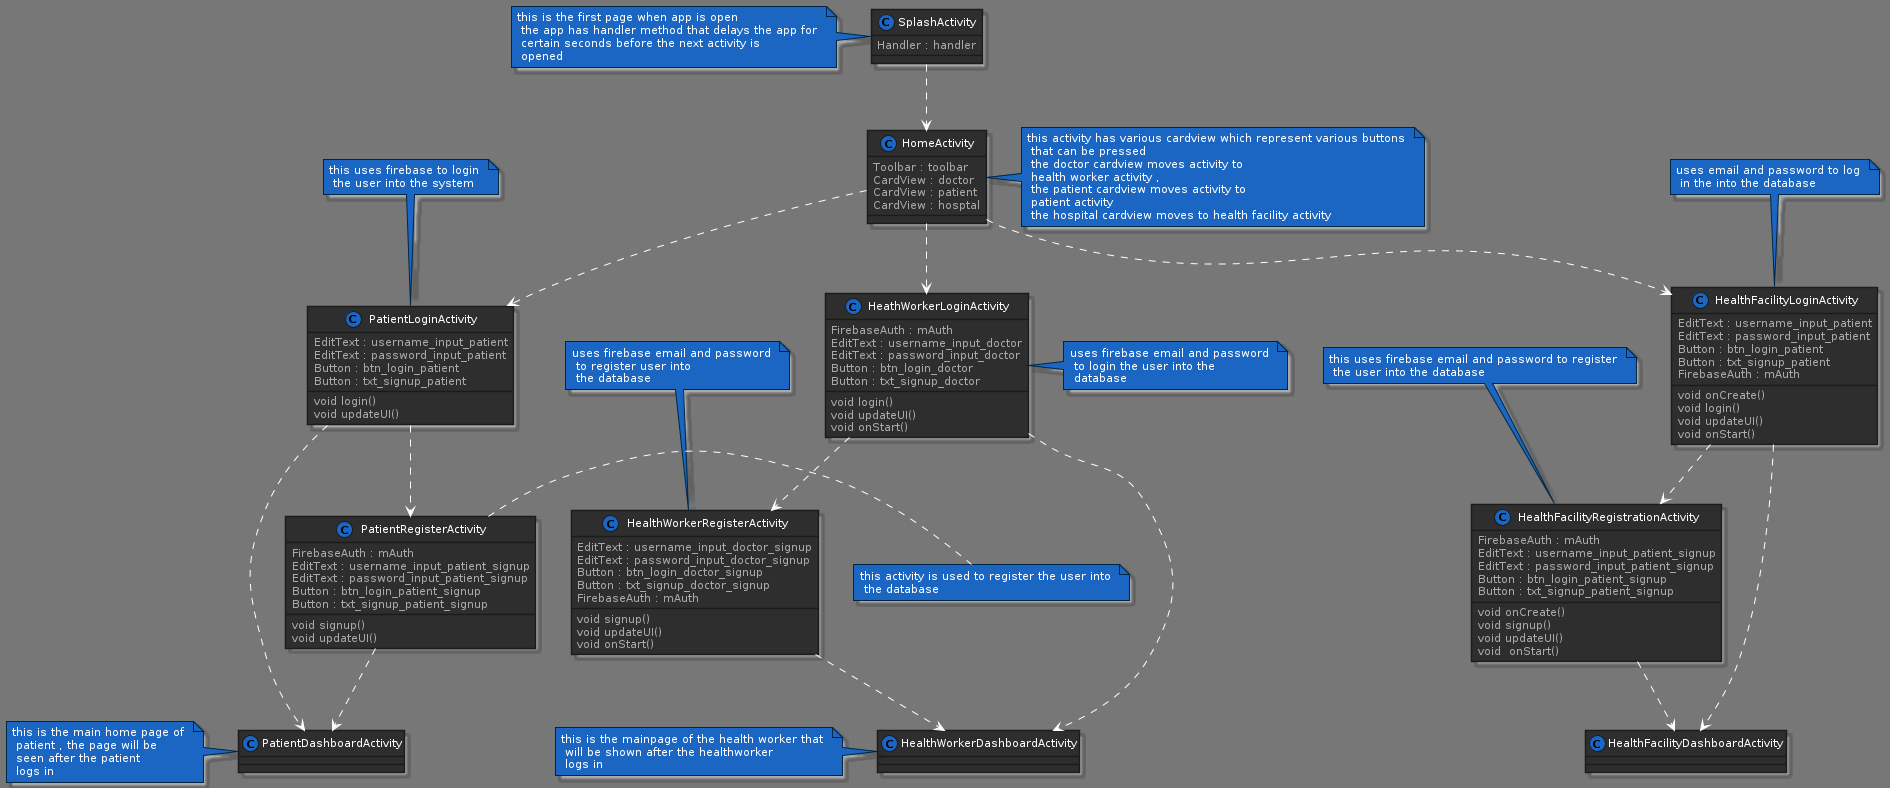 this is the first page when app is open
the app has handler method that delays the app for
certain seconds before the next activity is
opened
C SplashActivity
Handler : handler
C HomeActivity
Toolbar : toolbar
CardView : doctor
CardView : patient
CardView : hosptal
this activity has various cardview which represent various buttons
that can be pressed
the doctor cardview moves activity to
health worker activity ,
the patient cardview moves activity to
patient activity
the hospital cardview moves to health facility activity
this uses firebase to login
the user into the system
uses email and password to log
in the into the database
C PatientLoginActivity
EditText : username_input_patient
EditText : password_input_patient
Button : btn_login_patient
Button : txt_signup_patient
void login()
void updateUI()
C HeathWorkerLoginActivity
FirebaseAuth : mAuth
EditText : username_input_doctor
EditText : password_input_doctor
Button : btn_login_doctor
Button : txt_signup_doctor
void login()
void updateUI()
void onStart()
C HealthFacilityLoginActivity
EditText : username_input_patient
EditText : password_input_patient
Button : btn_login_patient
Button : txt_signup_patient
FirebaseAuth : mAuth
void onCreate()
void login()
void updateUI()
void onStart()
uses firebase email and password
to register user into
the database
uses firebase email and password
to login the user into the
database
this uses firebase email and password to register
the user into the database
C PatientRegisterActivity
FirebaseAuth : mAuth
EditText : username_input_patient_signup
EditText : password_input_patient_signup
Button : btn_login_patient_signup
Button : txt_signup_patient_signup
void signup()
void updateUI()
C HealthWorkerRegisterActivity
EditText : username_input_doctor_signup
EditText : password_input_doctor_signup
Button : btn_login_doctor_signup
Button : txt_signup_doctor_signup
FirebaseAuth : mAuth
void signup()
void updateUI()
void onStart()
this activity is used to register the user into
the database
C HealthFacilityRegistrationActivity
FirebaseAuth : mAuth
EditText : username_input_patient_signup
EditText : password_input_patient_signup
Button : btn_login_patient_signup
Button : txt_signup_patient_signup
void onCreate()
void signup()
void updateUI()
void  onStart()
this is the main home page of
patient , the page will be
seen after the patient
logs in
C PatientDashboardActivity
this is the mainpage of the health worker that
will be shown after the healthworker
logs in
C HealthWorkerDashboardActivity
C HealthFacilityDashboardActivity